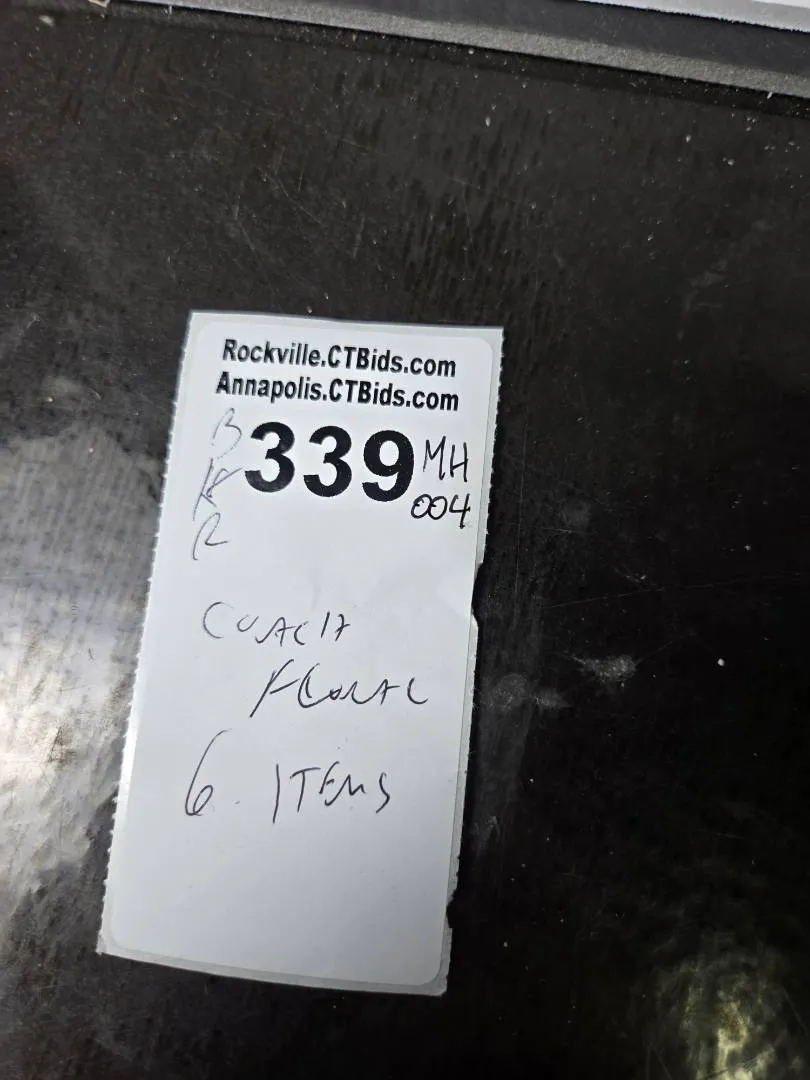 Rockville.CTBids.com
Annapolis.CTBids.com
339 MH
004
B
R
COACH
FLORAL
6 ITEMS